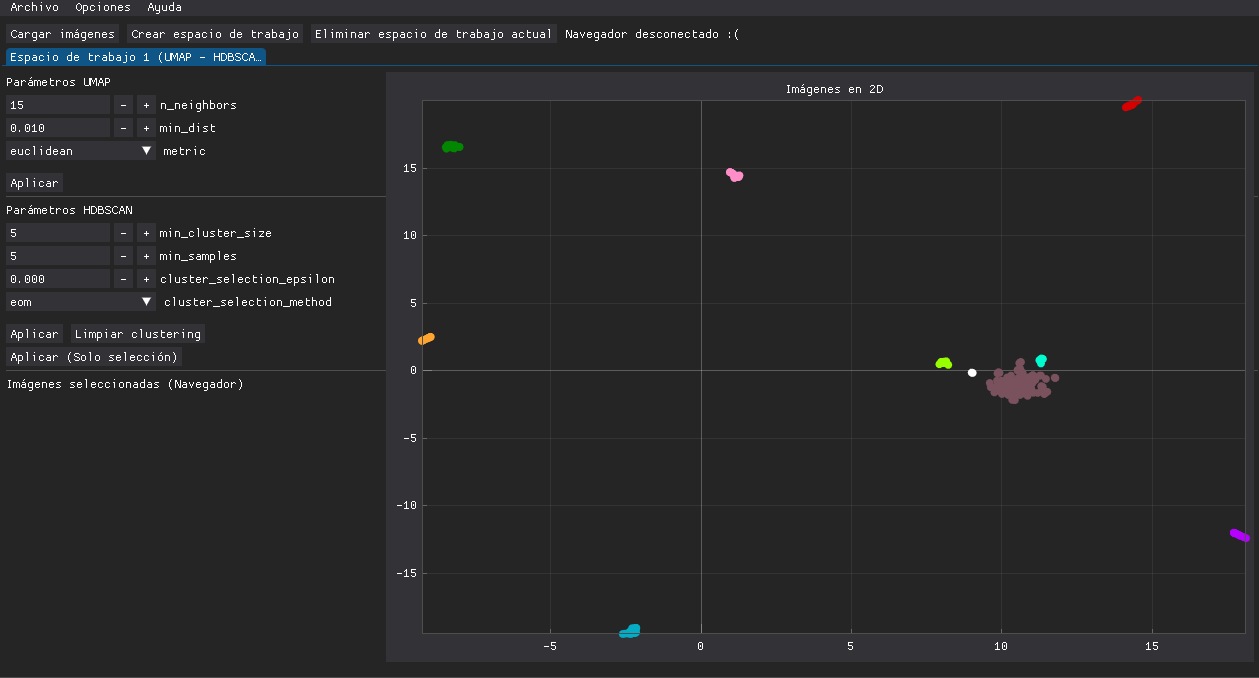 Archivo Opciones Ayuda
Cargar imágenes Crear espacio de trabajo Eliminar espacio de trabajo actual Navegador desconectado :(
Espacio de trabajo 1 (UMAP - HDBSCA…
Parámetros UMAP
15 - + n_neighbors
0.010 - + min_dist
euclidean metric
Aplicar
Parámetros HDBSCAN
5 - + min_cluster_size
5 - + min_samples
0.000 - + cluster_selection_epsilon
eom cluster_selection_method
Aplicar Limpiar clustering
Aplicar (Solo selección)
Imágenes seleccionadas (Navegador)
Imágenes en 2D
15
10
5
0
-5
-10
-15
-5 0 5 10 15